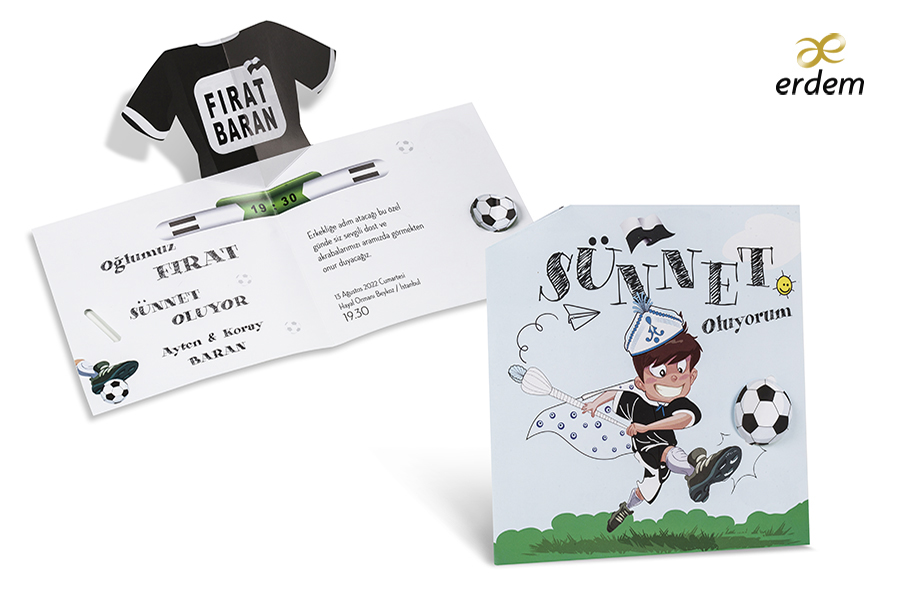 erdem
FIRAT
BARAN
19:30
Oğlumuz
FIRAT
SÜNNET
OLUYOR
Ayten & Koray
BARAN
Erkekliğe adım atacağı bu özel
günde siz sevgili dost ve
akrabalarımızı aramızda görmekten
onur duyacağız.
13 Ağustos 2022 Cumartesi
Hayal Ormanı Beykoz / İstanbul
19.30
SÜNNET
Oluyorum